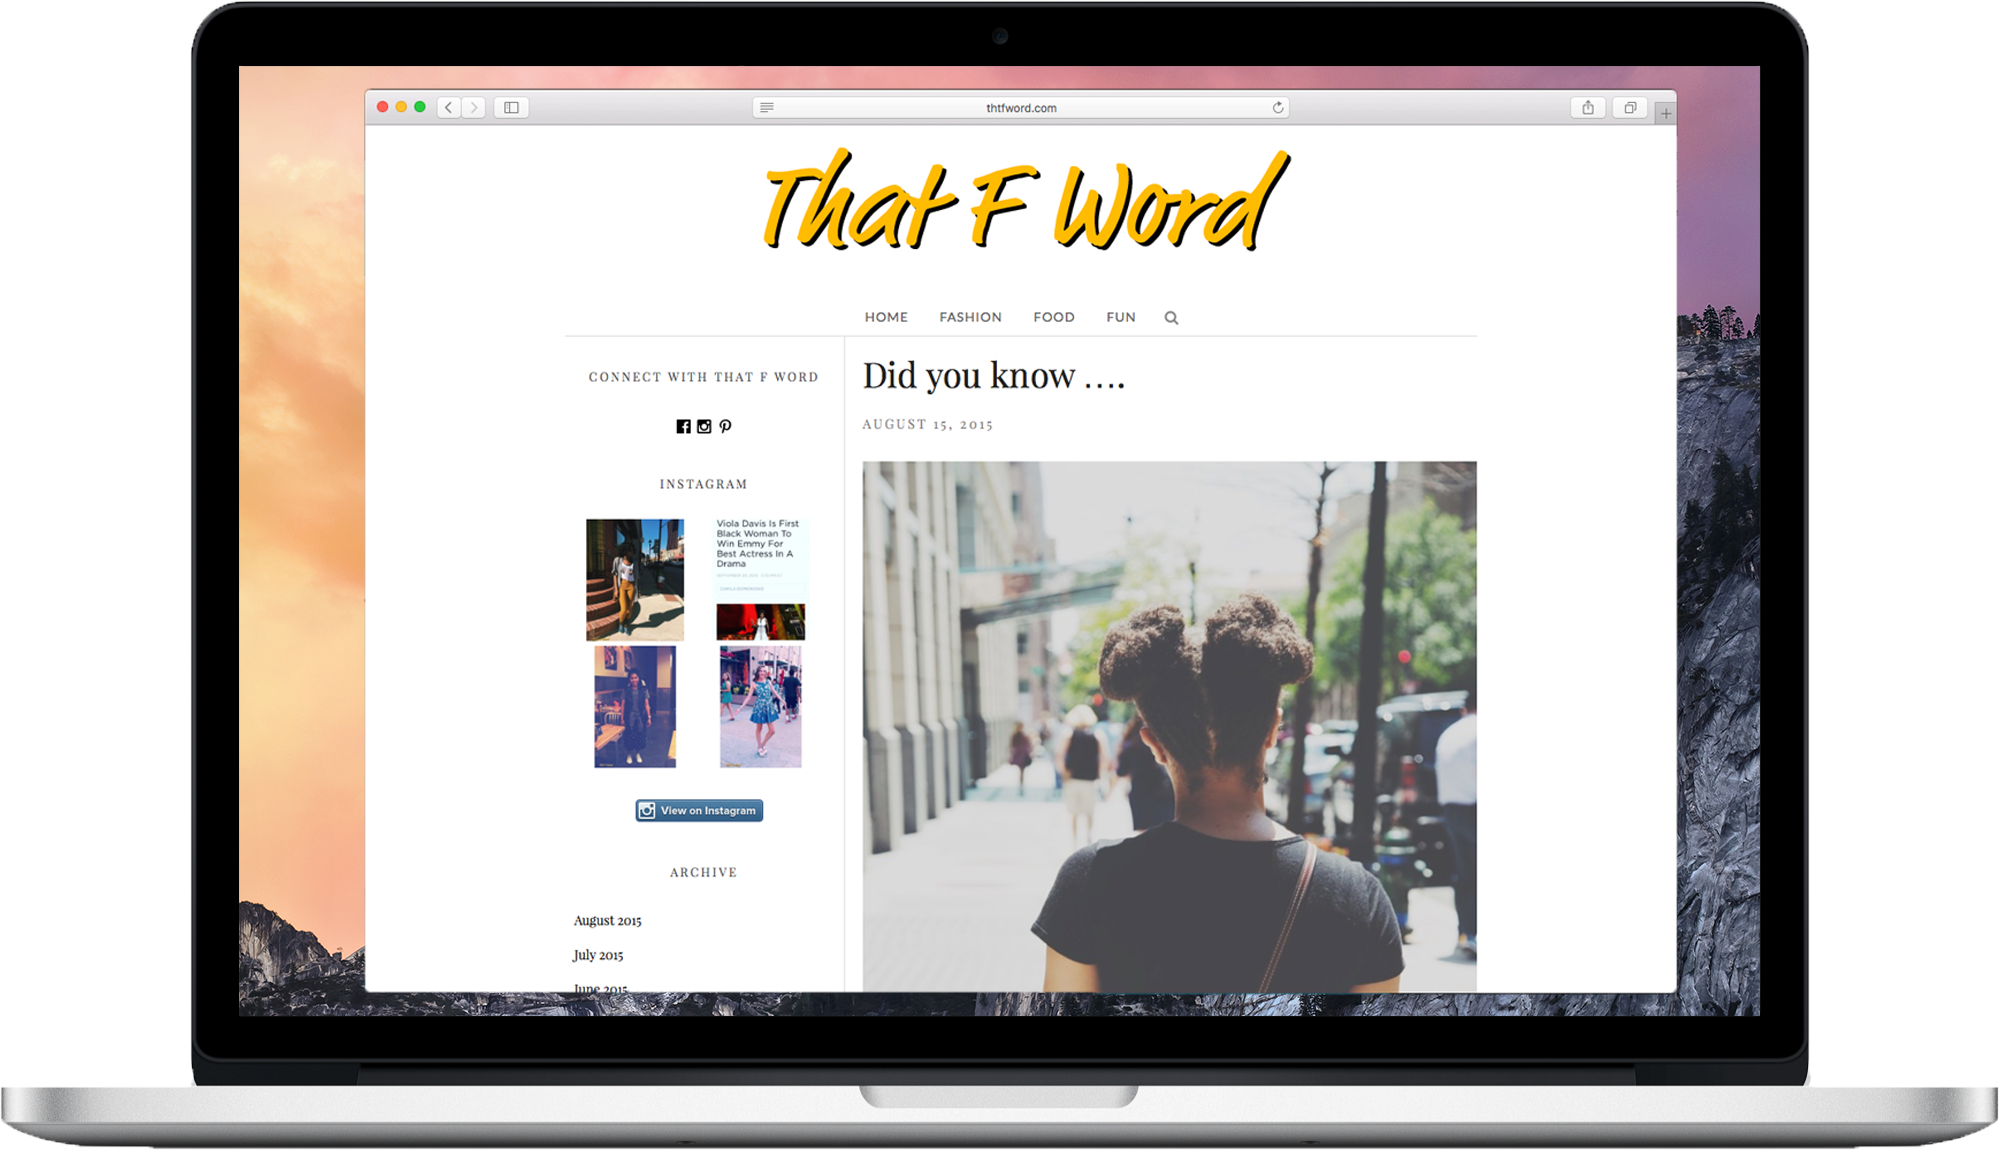 thtfword.com
That F Word
HOME FASHION FOOD FUN
CONNECT WITH THAT F WORD
INSTAGRAM
Viola Davis Is First
Black Woman To
Win Emmy For
Best Actress In A
Drama
View on Instagram
ARCHIVE
August 2015
July 2015
June 2015
Did you know ....
AUGUST 15, 2015